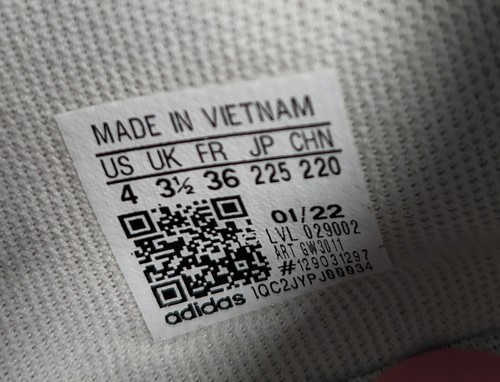 MADE IN VIETNAM
US UK FR JP CHN
4 3½ 36 225 220
01/22
LVL 029002
ART GW3011
#129031297
adidas 1QC2JYPJ00034